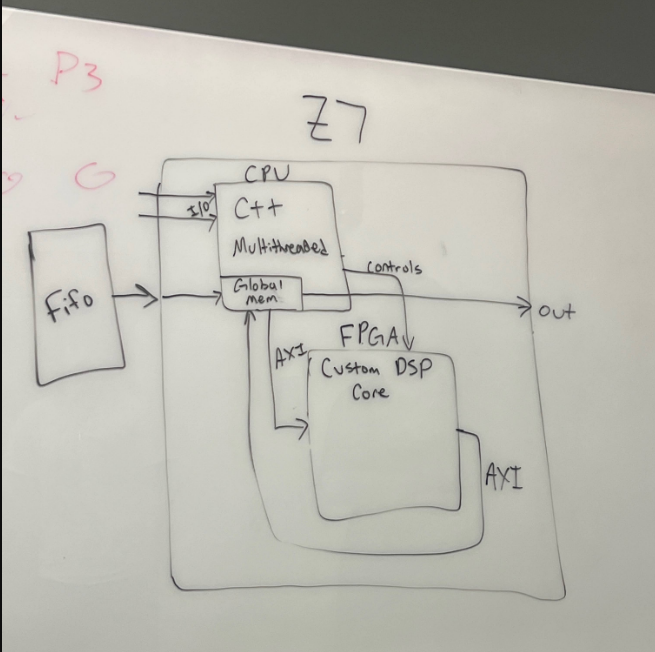 P3
G
Z7
CPU
I/O
C++
Multithreaded
Global
mem
controls
Fifo
out
FPGA
AXI
Custom DSP
Core
AXI